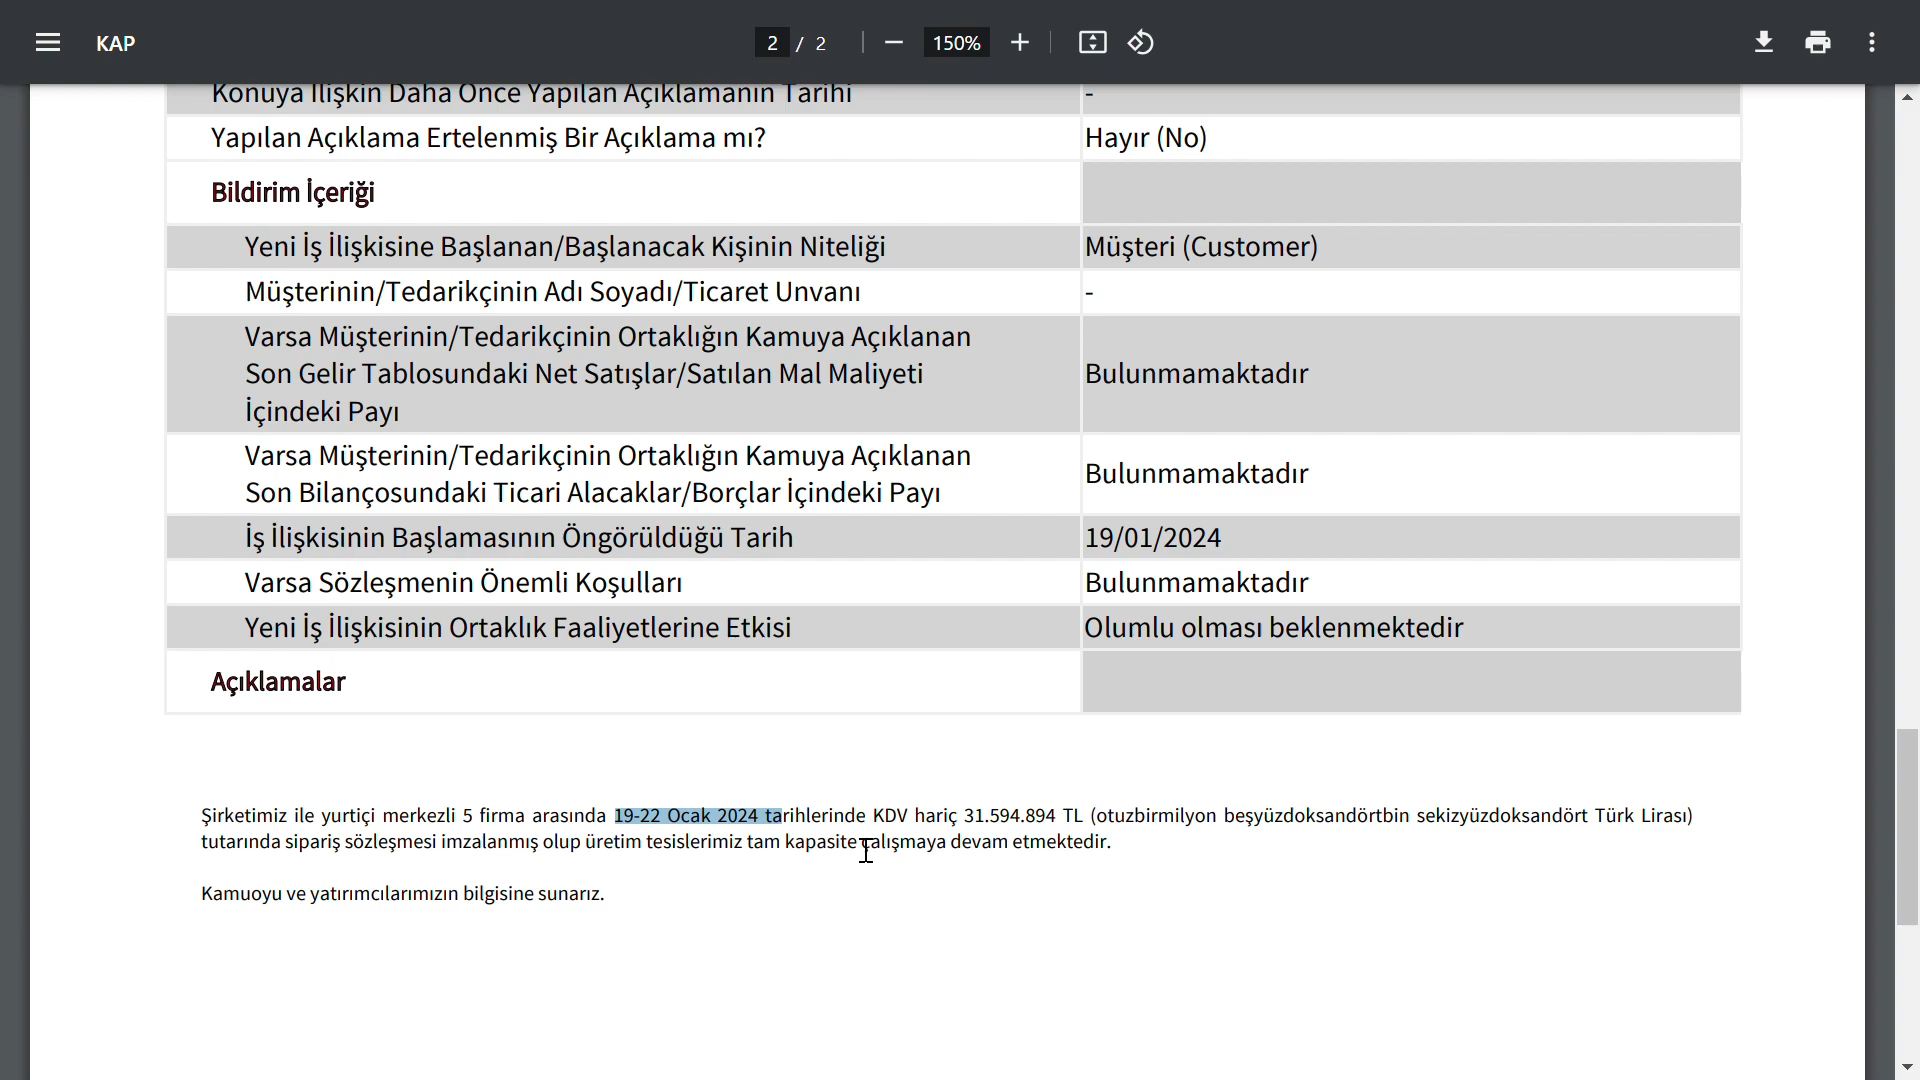 KAP
2 / 2
150%
Konuya İlişkin Daha Önce Yapılan Açıklamanın Tarihi -
Yapılan Açıklama Ertelenmiş Bir Açıklama mı? Hayır (No)
Bildirim İçeriği
Yeni İş İlişkisine Başlanan/Başlanacak Kişinin Niteliği Müşteri (Customer)
Müşterinin/Tedarikçinin Adı Soyadı/Ticaret Unvanı -
Varsa Müşterinin/Tedarikçinin Ortaklığın Kamuya Açıklanan
Son Gelir Tablosundaki Net Satışlar/Satılan Mal Maliyeti Bulunmamaktadır
İçindeki Payı
Varsa Müşterinin/Tedarikçinin Ortaklığın Kamuya Açıklanan
Son Bilançosundaki Ticari Alacaklar/Borçlar İçindeki Payı Bulunmamaktadır
İş İlişkisinin Başlamasının Öngörüldüğü Tarih 19/01/2024
Varsa Sözleşmenin Önemli Koşulları Bulunmamaktadır
Yeni İş İlişkisinin Ortaklık Faaliyetlerine Etkisi Olumlu olması beklenmektedir
Açıklamalar
Şirketimiz ile yurtiçi merkezli 5 firma arasında 19-22 Ocak 2024 tarihlerinde KDV hariç 31.594.894 TL (otuzbirmilyon beşyüzdoksandörtbin sekizyüzdoksandört Türk Lirası)
tutarında sipariş sözleşmesi imzalanmış olup üretim tesislerimiz tam kapasite çalışmaya devam etmektedir.
Kamuoyu ve yatırımcılarımızın bilgisine sunarız.